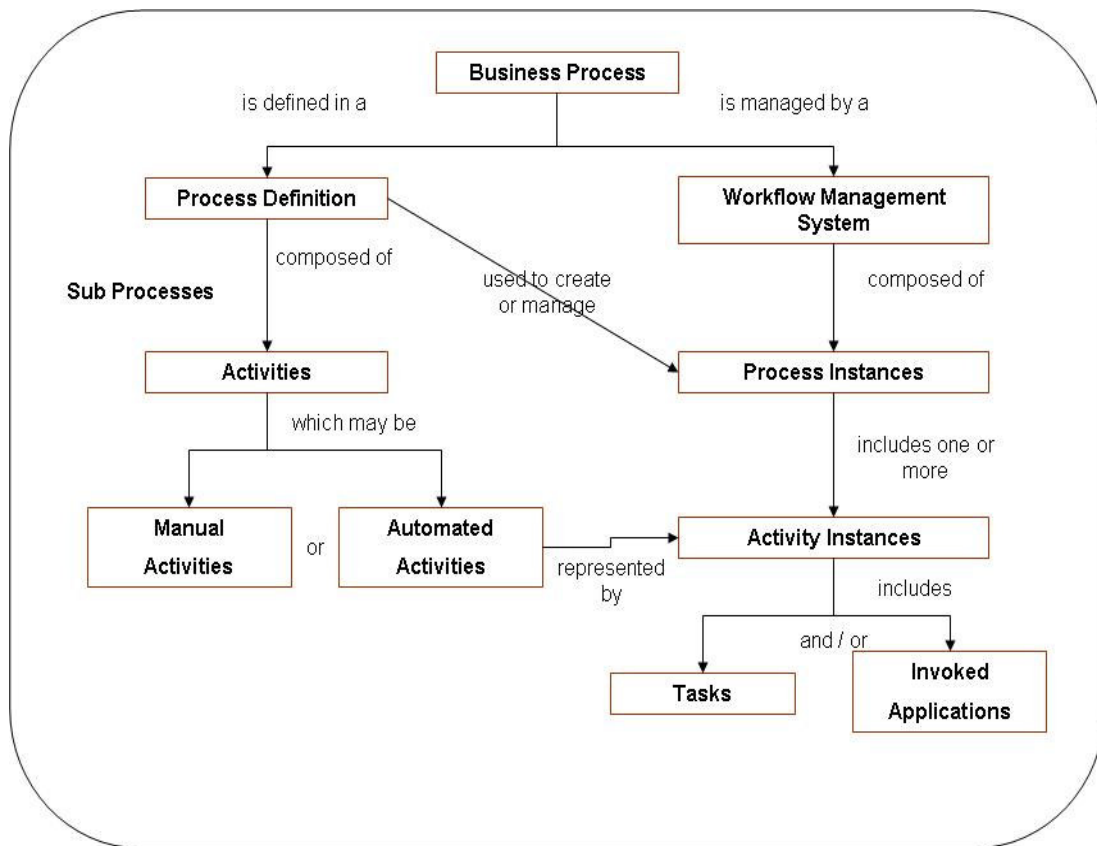 Business Process
is defined in a
is managed by a
Process Definition
Workflow Management
System
composed of
used to create
or manage
composed of
Sub Processes
Activities
Process Instances
which may be
includes one or
more
Manual
Activities
or
Automated
Activities
Activity Instances
represented
by
includes
and / or
Tasks
Invoked
Applications